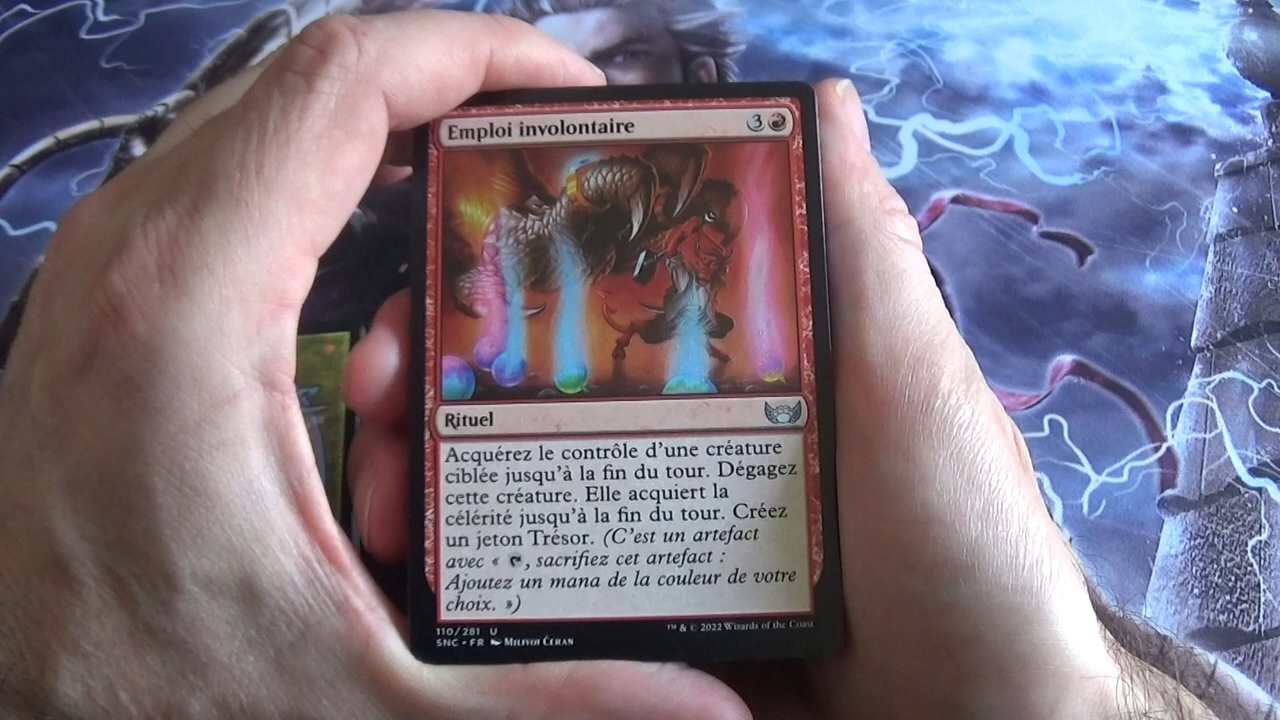 Emploi involontaire 3
Rituel
Acquérez le contrôle d'une créature
ciblée jusqu'à la fin du tour. Dégagez
cette créature. Elle acquiert la
célérité jusqu'à la fin du tour. Créez
un jeton Trésor. (C'est un artefact
avec « , sacrifiez cet artefact :
Ajoutez un mana de la couleur de votre
choix. »)
110/281 U
SNC • FR Milivoj Ćeran
™ & © 2022 Wizards of the Coast